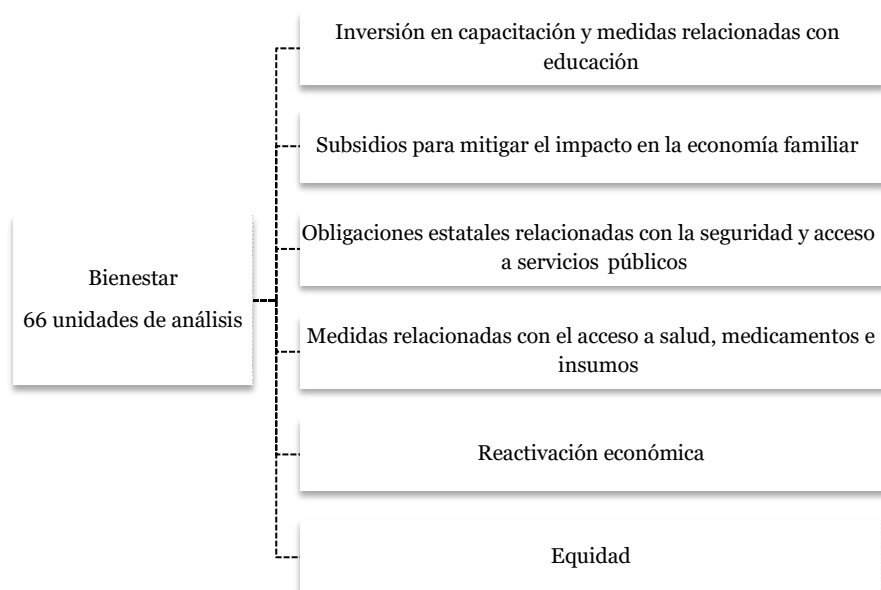 Inversión en capacitación y medidas relacionadas con
educación
Subsidios para mitigar el impacto en la economía familiar
Obligaciones estatales relacionadas con la seguridad y acceso
a servicios públicos
Bienestar
66 unidades de análisis
Medidas relacionadas con el acceso a salud, medicamentos e
insumos
Reactivación económica
Equidad